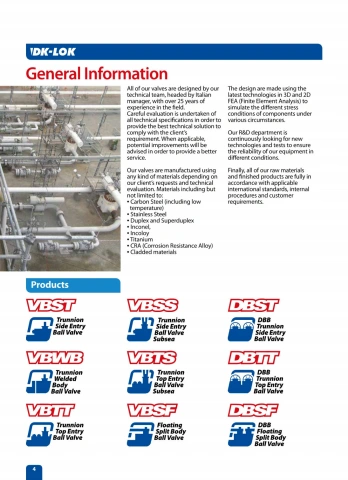 DK-LOK
General Information
All of our valves are designed by our
technical team, headed by Italian
manager, with over 25 years of
experience in the field.
Careful evaluation is undertaken of
all technical specifications in order to
provide the best technical solution to
comply with the client's
requirement. When applicable,
potential improvements will be
advised in order to provide a better
service.
Our valves are manufactured using
any kind of materials depending on
our client's requests and technical
evaluation. Materials including but
not limited to:
• Carbon Steel (including low
temperature)
• Stainless Steel
• Duplex and Superduplex
• Inconel,
• Incoloy
• Titanium
• CRA (Corrosion Resistance Alloy)
• Cladded materials
The design are made using the
latest technologies in 3D and 2D
FEA (Finite Element Analysis) to
simulate the different stress
conditions of components under
various circumstances.
Our R&D department is
continuously looking for new
technologies and tests to ensure
the reliability of our equipment in
different conditions.
Finally, all of our raw materials
and finished products are fully in
accordance with applicable
international standards, internal
procedures and customer
requirements.
Products
VBST
Trunnion
Side Entry
Ball Valve
VBSS
Trunnion
Side Entry
Ball Valve
Subsea
DBST
DBB
Trunnion
Side Entry
Ball Valve
VBWB
Trunnion
Welded
Body
Ball Valve
VBTS
Trunnion
Top Entry
Ball Valve
Subsea
DBTT
DBB
Trunnion
Top Entry
Ball Valve
VBTT
Trunnion
Top Entry
Ball Valve
VBSF
Floating
Split Body
Ball Valve
DBSF
DBB
Floating
Split Body
Ball Valve
4